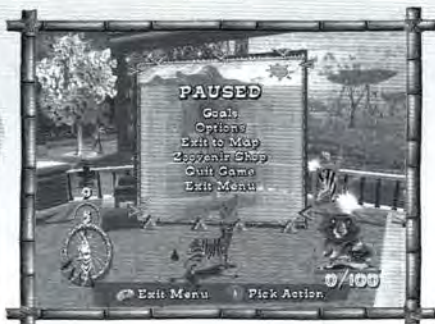 PAUSED
Goals
Options
Exit to Map
Zoovenir Shop
Quit Game
Exit Menu
0/100
Exit Menu Pick Action